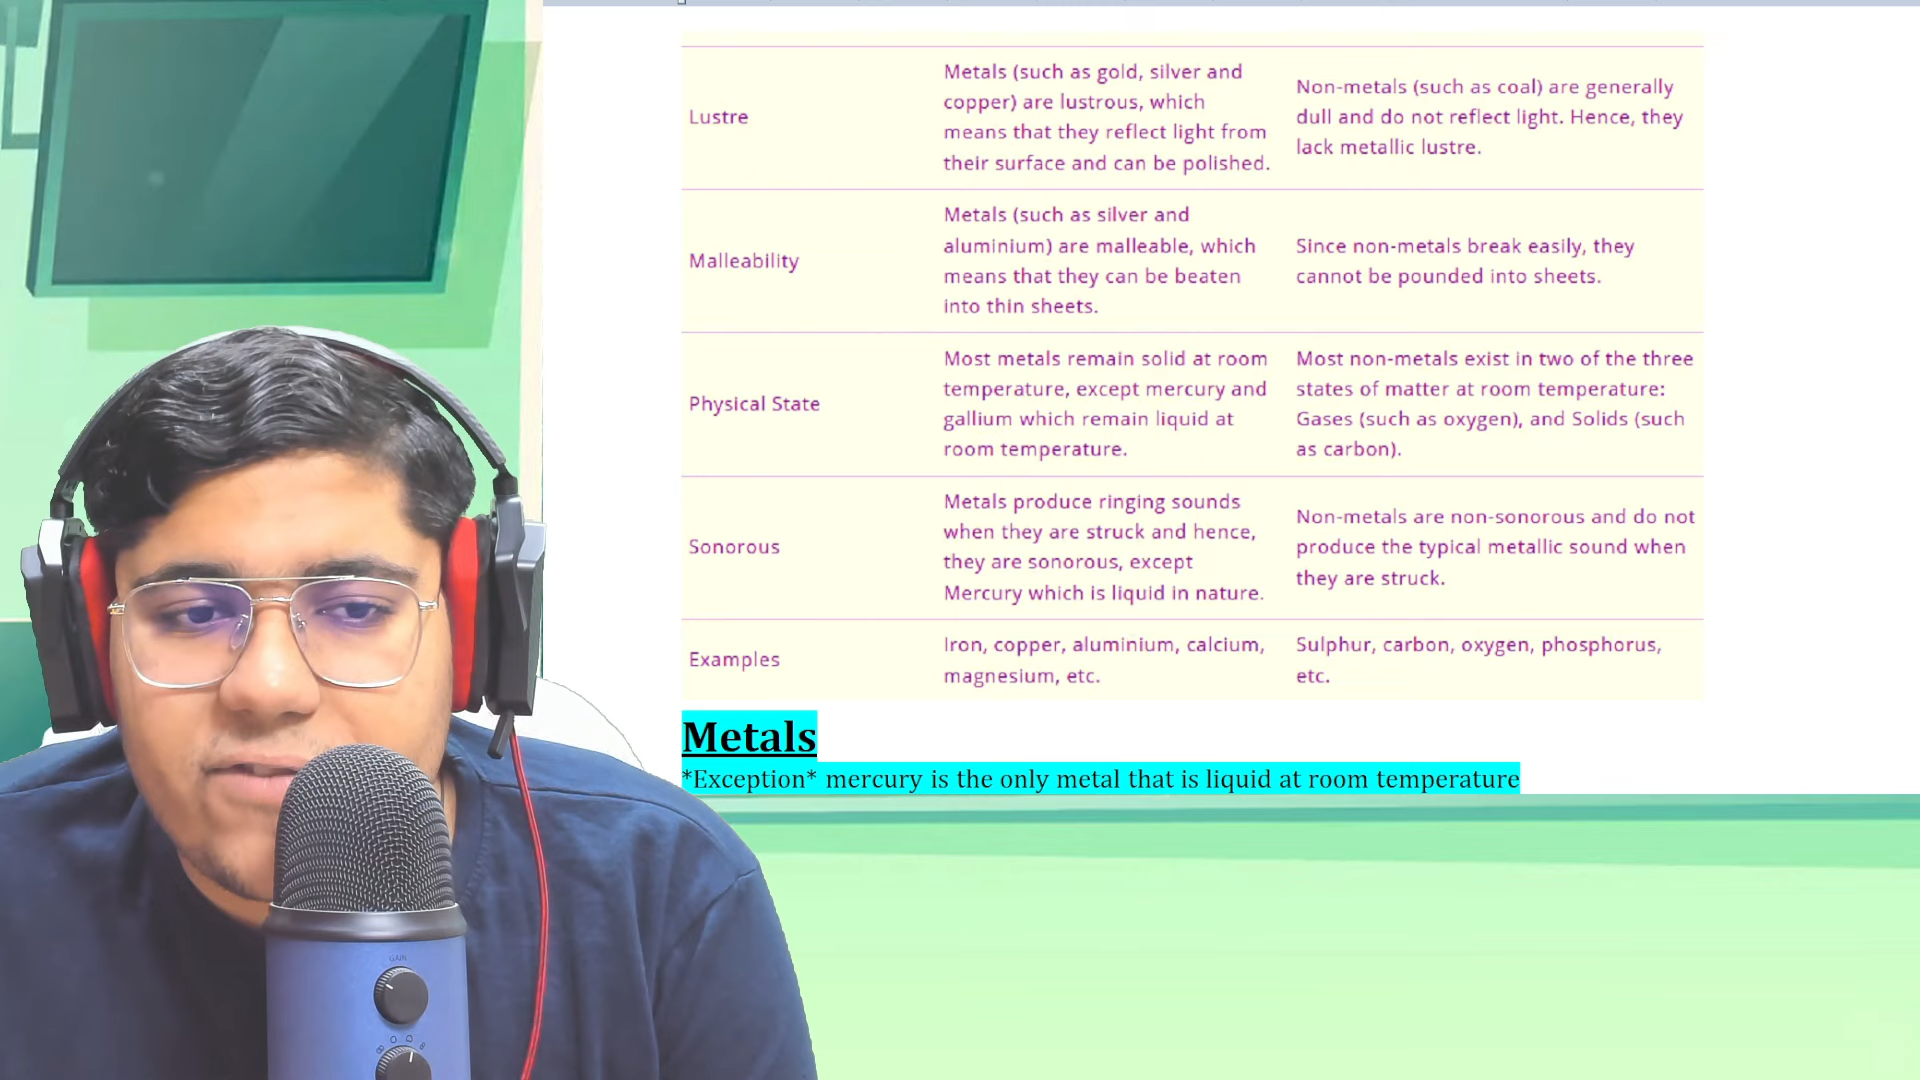 Lustre
Metals (such as gold, silver and
copper) are lustrous, which
means that they reflect light from
their surface and can be polished.
Non-metals (such as coal) are generally
dull and do not reflect light. Hence, they
lack metallic lustre.
Malleability
Metals (such as silver and
aluminium) are malleable, which
means that they can be beaten
into thin sheets.
Since non-metals break easily, they
cannot be pounded into sheets.
Physical State
Most metals remain solid at room
temperature, except mercury and
gallium which remain liquid at
room temperature.
Most non-metals exist in two of the three
states of matter at room temperature:
Gases (such as oxygen), and Solids (such
as carbon).
Sonorous
Metals produce ringing sounds
when they are struck and hence,
they are sonorous, except
Mercury which is liquid in nature.
Non-metals are non-sonorous and do not
produce the typical metallic sound when
they are struck.
Examples
Iron, copper, aluminium, calcium,
magnesium, etc.
Sulphur, carbon, oxygen, phosphorus,
etc.
Metals
*Exception* mercury is the only metal that is liquid at room temperature
GAIN